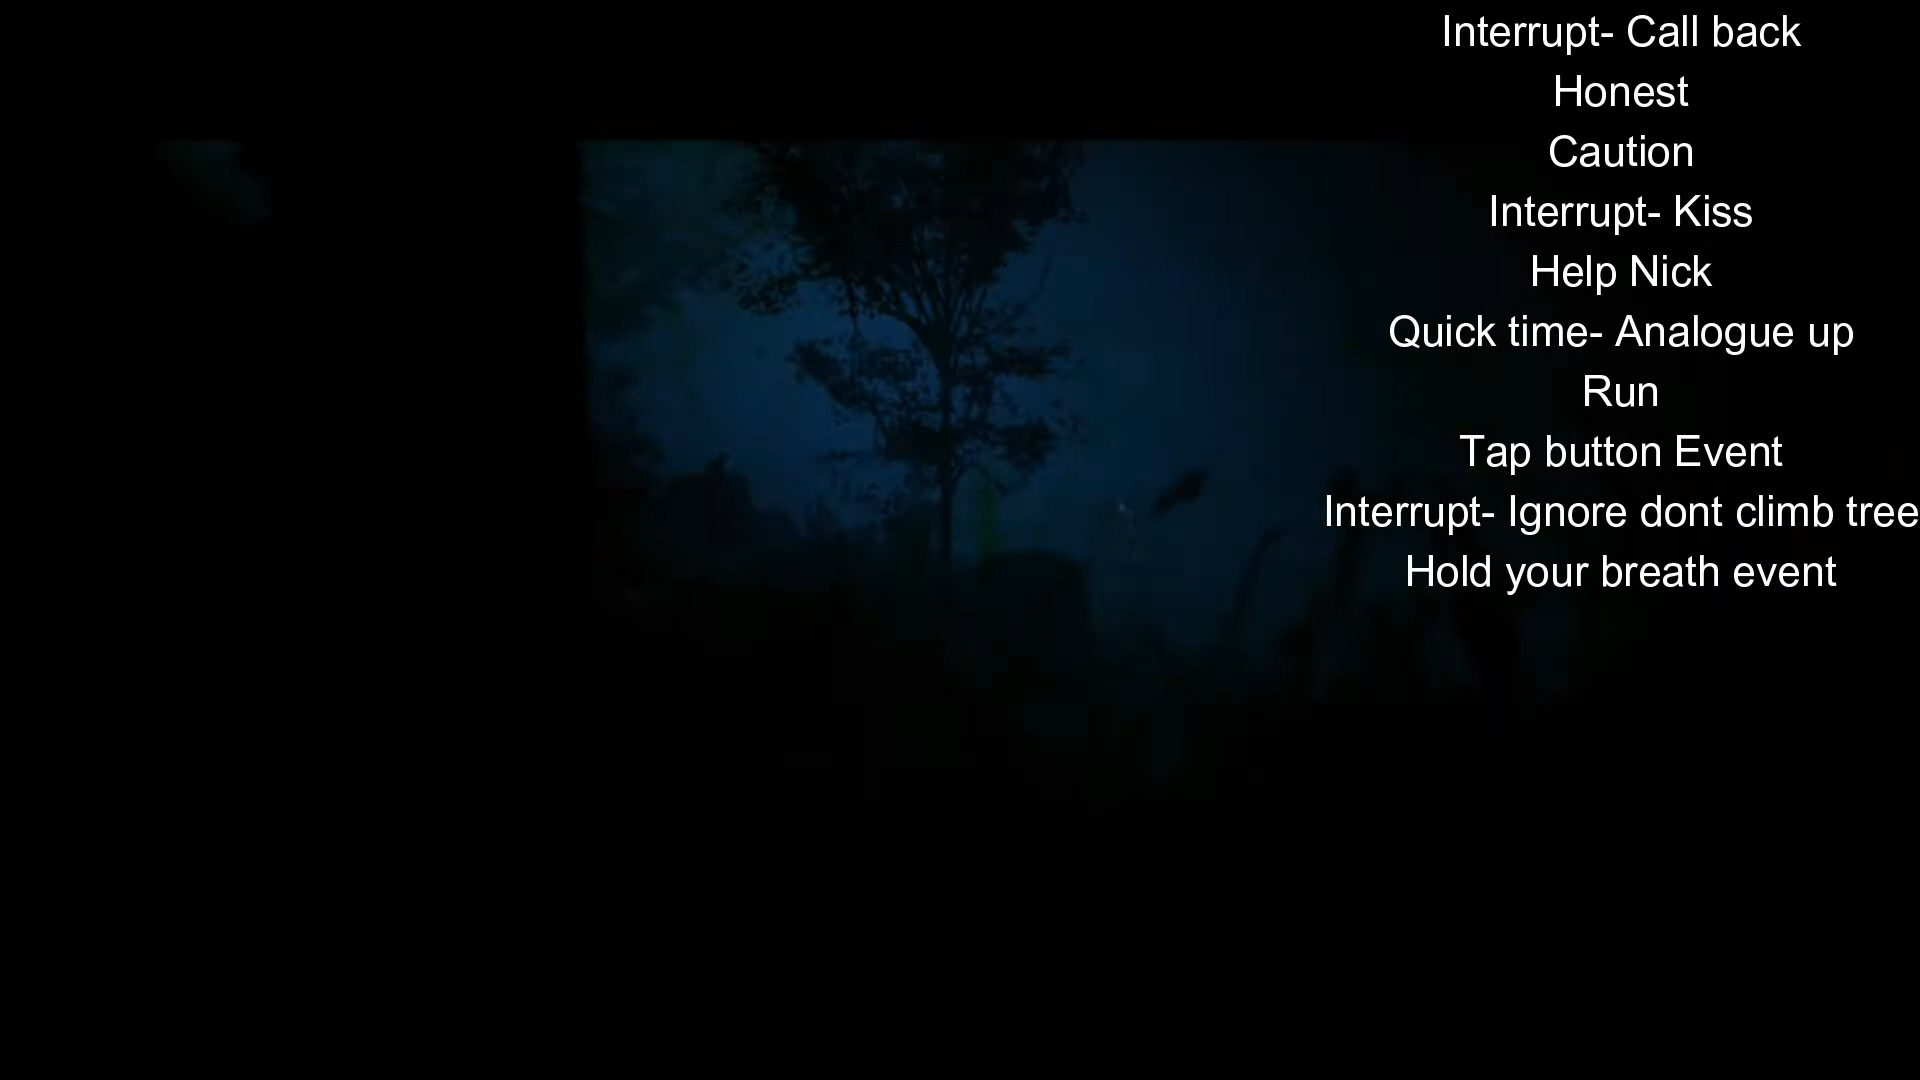 Interrupt- Call back
Honest
Caution
Interrupt- Kiss
Help Nick
Quick time- Analogue up
Run
Tap button Event
Interrupt- Ignore dont climb tree
Hold your breath event